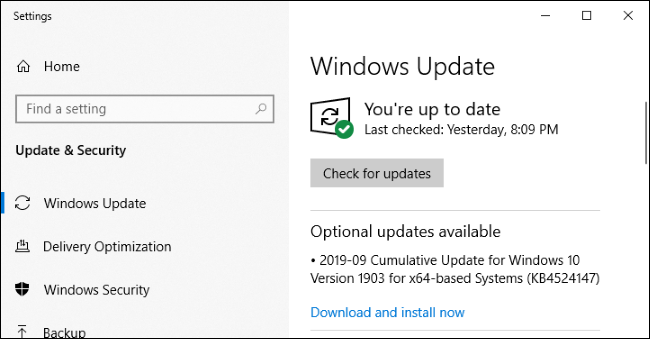 Settings
Home
Find a setting
Update & Security
Windows Update
Delivery Optimization
Windows Security
Backup
Windows Update
You're up to date
Last checked: Yesterday, 8:09 PM
Check for updates
Optional updates available
• 2019-09 Cumulative Update for Windows 10
Version 1903 for x64-based Systems (KB4524147)
Download and install now